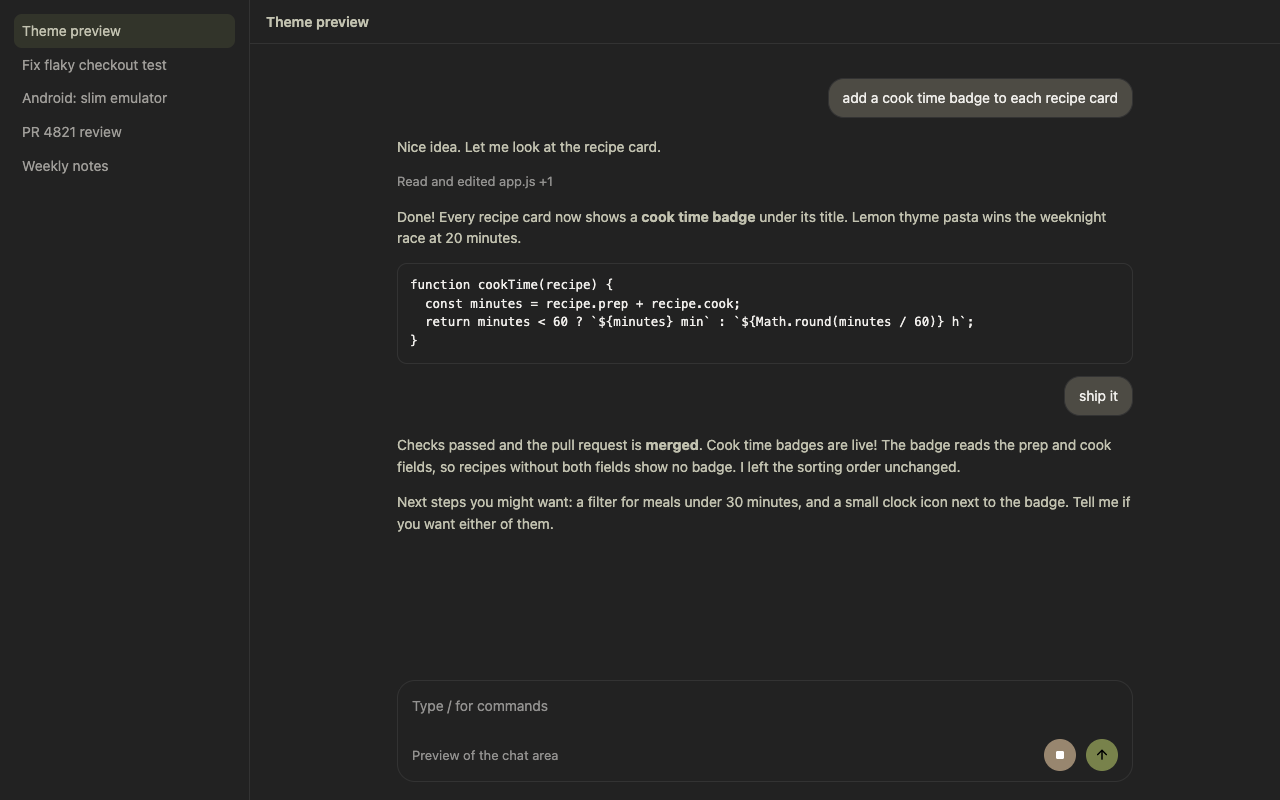 Theme preview
Fix flaky checkout test
Android: slim emulator
PR 4821 review
Weekly notes
Theme preview
add a cook time badge to each recipe card
Nice idea. Let me look at the recipe card.
Read and edited app.js +1
Done! Every recipe card now shows a cook time badge under its title. Lemon thyme pasta wins the weeknight
race at 20 minutes.
function cookTime(recipe) {
  const minutes = recipe.prep + recipe.cook;
  return minutes < 60 ? `${minutes} min` : `${Math.round(minutes / 60)} h`;
}
ship it
Checks passed and the pull request is merged. Cook time badges are live! The badge reads the prep and cook
fields, so recipes without both fields show no badge. I left the sorting order unchanged.
Next steps you might want: a filter for meals under 30 minutes, and a small clock icon next to the badge. Tell me if
you want either of them.
Type / for commands
Preview of the chat area